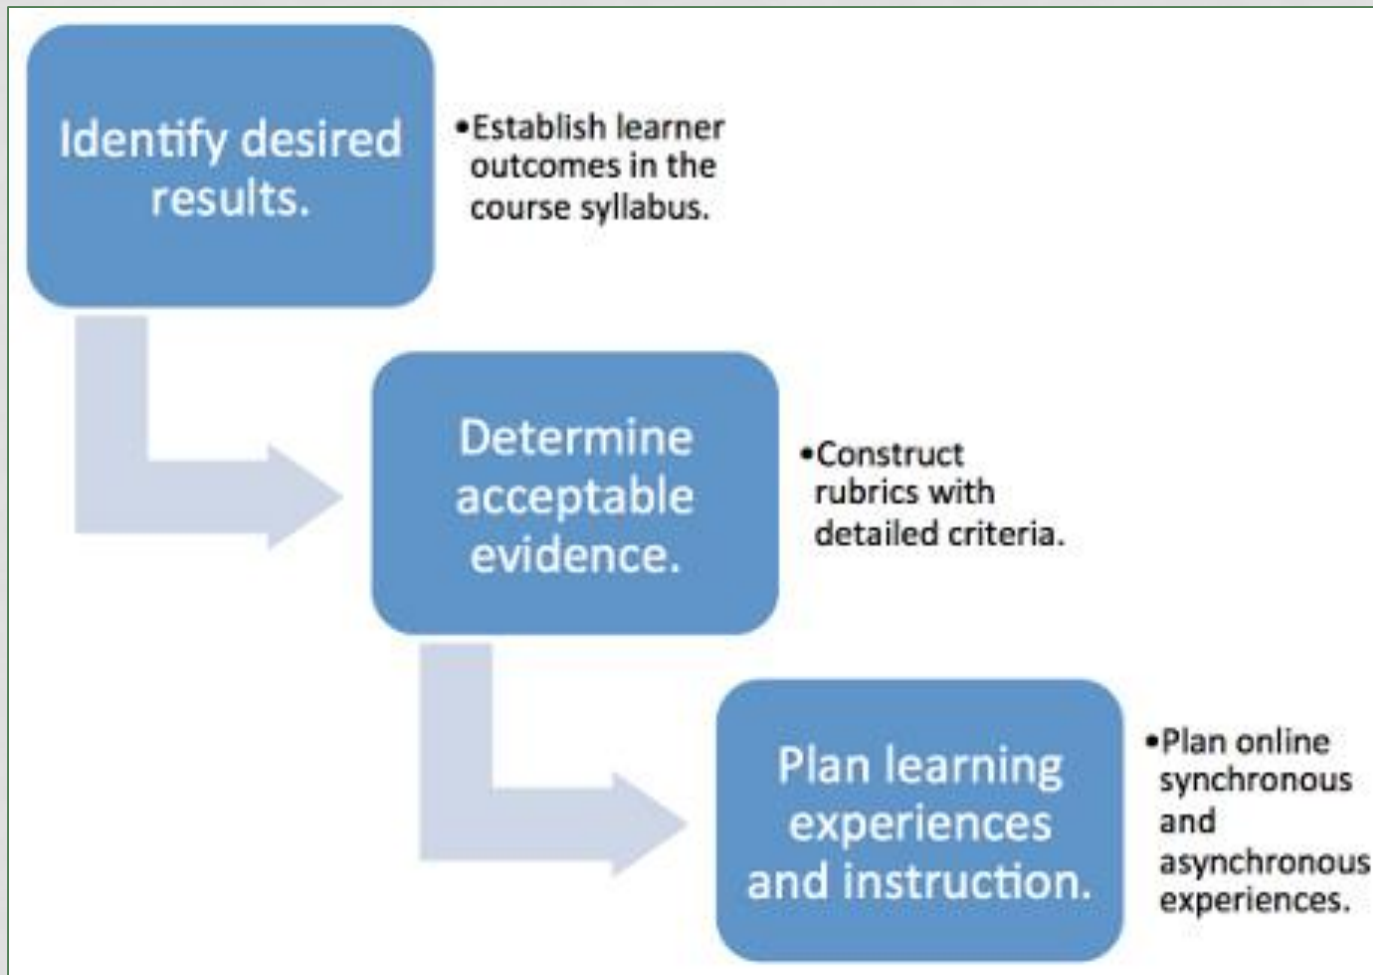 Identify desired
results.
•Establish learner
outcomes in the
course syllabus.
Determine
acceptable
evidence.
•Construct
rubrics with
detailed criteria.
Plan learning
experiences
and instruction.
•Plan online
synchronous
and
asynchronous
experiences.